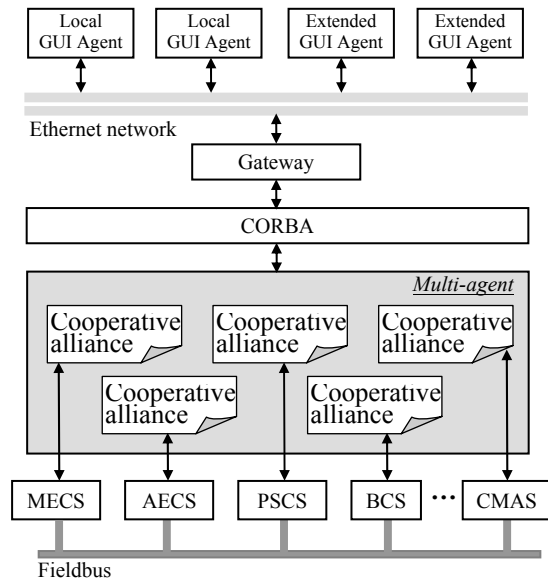 Local
GUI Agent
Local
GUI Agent
Extended
GUI Agent
Extended
GUI Agent
Ethernet network
Gateway
CORBA
Multi-agent
Cooperative
alliance
Cooperative
alliance
Cooperative
alliance
Cooperative
alliance
Cooperative
alliance
MECS
AECS
PSCS
BCS
•••
CMAS
Fieldbus